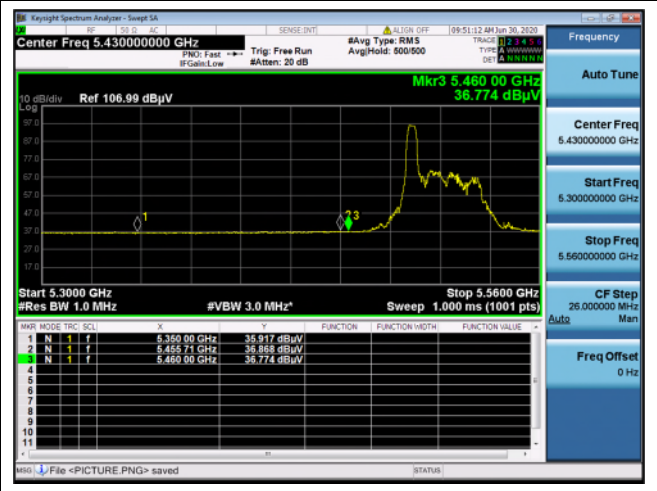 Keysight Spectrum Analyzer - Swept SA
RF 50 Ω AC SENSE:INT ALIGN OFF 09:51:12 AM Jun 30, 2020
Center Freq 5.430000000 GHz
PNO: Fast
IFGain:Low
Trig: Free Run
#Atten: 20 dB
#Avg Type: RMS
Avg|Hold: 500/500
TRACE 1 2 3 4 5 6
TYPE A WWWWW
DET A N N N N N
Mkr3 5.460 00 GHz
36.774 dBµV
10 dB/div Ref 106.99 dBµV
Log
97.0
87.0
77.0
67.0
57.0
47.0
37.0
27.0
17.0
1
2 3
Start 5.3000 GHz Stop 5.5600 GHz
#Res BW 1.0 MHz #VBW 3.0 MHz* Sweep 1.000 ms (1001 pts)
MKR MODE TRC SCL X Y FUNCTION FUNCTION WIDTH FUNCTION VALUE
1 N 1 f 5.350 00 GHz 35.917 dBµV
2 N 1 f 5.455 71 GHz 36.868 dBµV
3 N 1 f 5.460 00 GHz 36.774 dBµV
4
5
6
7
8
9
10
11
MSG File <PICTURE.PNG> saved STATUS
Frequency
Auto Tune
Center Freq
5.430000000 GHz
Start Freq
5.300000000 GHz
Stop Freq
5.560000000 GHz
CF Step
26.000000 MHz
Auto Man
Freq Offset
0 Hz